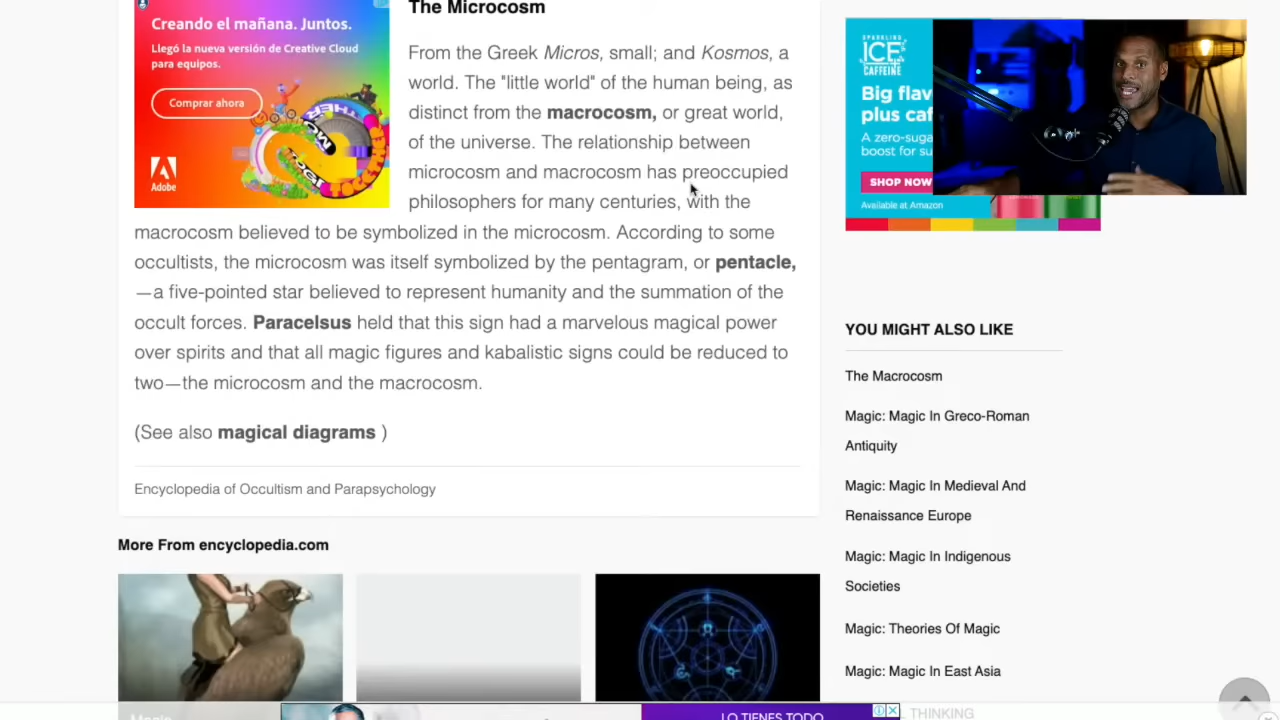 Creando el mañana. Juntos.
Llegó la nueva versión de Creative Cloud
para equipos.
Comprar ahora
Adobe
The Microcosm
From the Greek Micros, small; and Kosmos, a
world. The "little world" of the human being, as
distinct from the macrocosm, or great world,
of the universe. The relationship between
microcosm and macrocosm has preoccupied
philosophers for many centuries, with the
macrocosm believed to be symbolized in the microcosm. According to some
occultists, the microcosm was itself symbolized by the pentagram, or pentacle,
—a five-pointed star believed to represent humanity and the summation of the
occult forces. Paracelsus held that this sign had a marvelous magical power
over spirits and that all magic figures and kabalistic signs could be reduced to
two—the microcosm and the macrocosm.
(See also magical diagrams )
Encyclopedia of Occultism and Parapsychology
More From encyclopedia.com
Magic
LO TIENES TODO
SPARKLING
ICE
CAFFEINE
Big flav
plus caf
A zero-suga
boost for su
SHOP NOW
Available at Amazon
YOU MIGHT ALSO LIKE
The Macrocosm
Magic: Magic In Greco-Roman
Antiquity
Magic: Magic In Medieval And
Renaissance Europe
Magic: Magic In Indigenous
Societies
Magic: Theories Of Magic
Magic: Magic In East Asia
THINKING